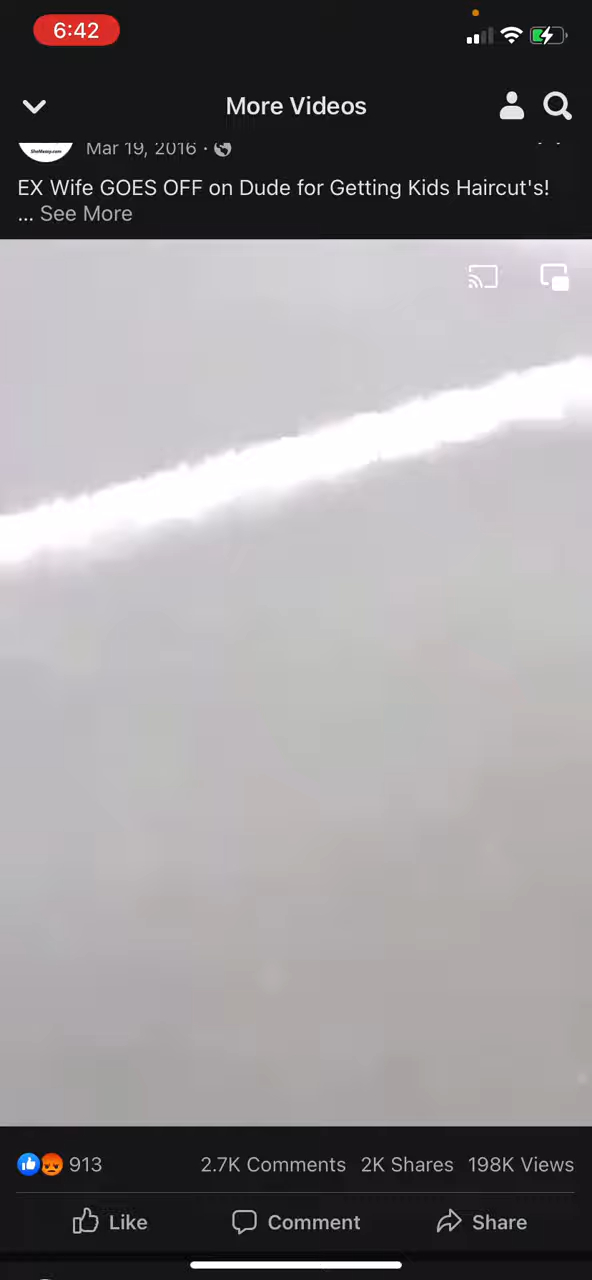 6:42
More Videos
Mar 19, 2016 ·
EX Wife GOES OFF on Dude for Getting Kids Haircut's!
... See More
913
2.7K Comments 2K Shares 198K Views
Like Comment Share